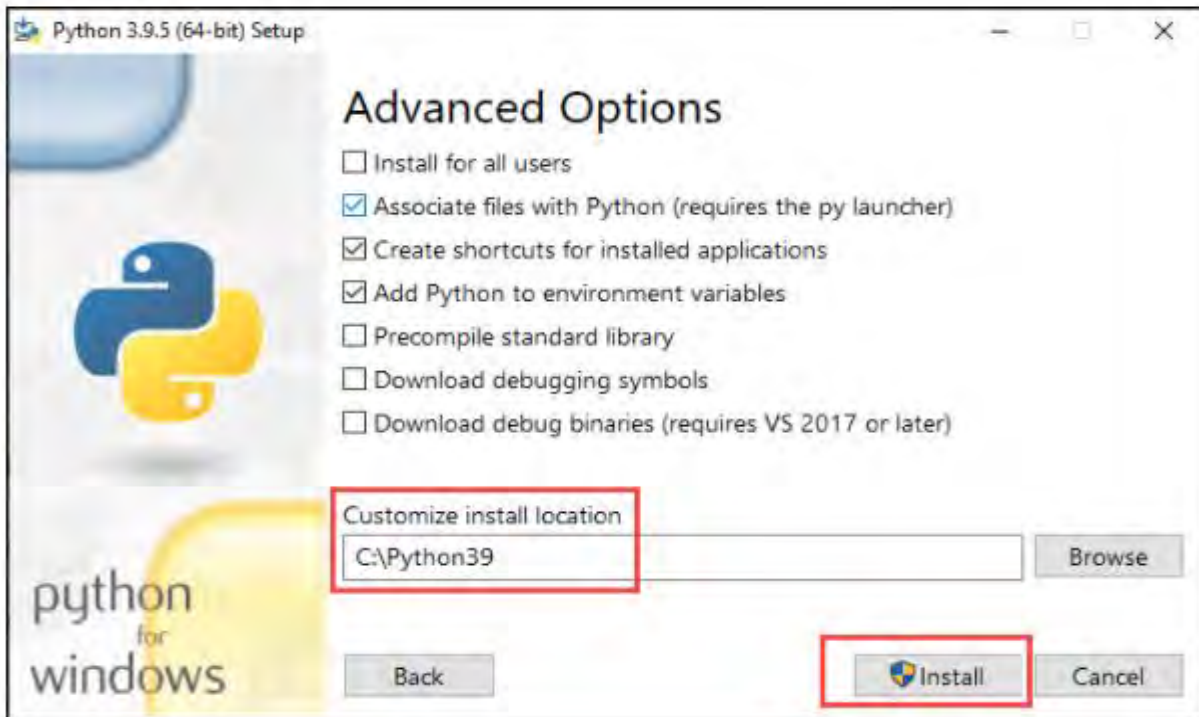 Python 3.9.5 (64-bit) Setup
Advanced Options
Install for all users
Associate files with Python (requires the py launcher)
Create shortcuts for installed applications
Add Python to environment variables
Precompile standard library
Download debugging symbols
Download debug binaries (requires VS 2017 or later)
Customize install location
C:\Python39
Browse
python
for
windows
Back
Install
Cancel